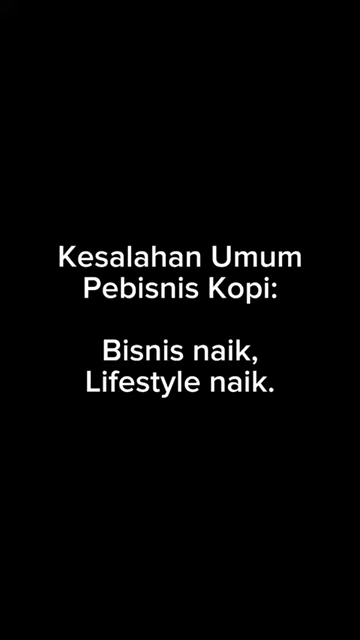 Kesalahan Umum
Pebisnis Kopi:
Bisnis naik,
Lifestyle naik.